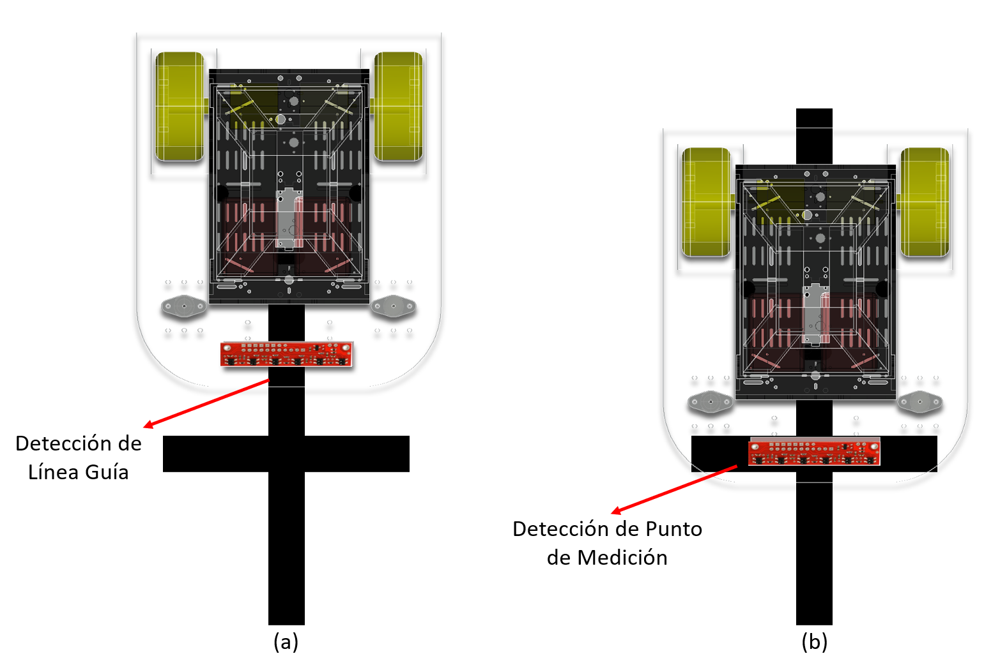 Detección de
Línea Guía
(a)
Detección de Punto
de Medición
(b)